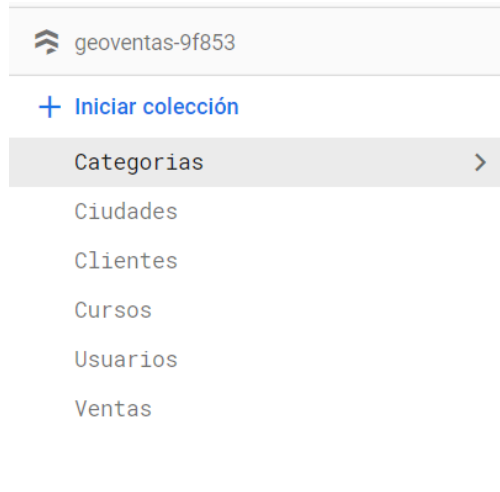 geoventas-9f853
Iniciar colección
Categorias
Ciudades
Clientes
Cursos
Usuarios
Ventas